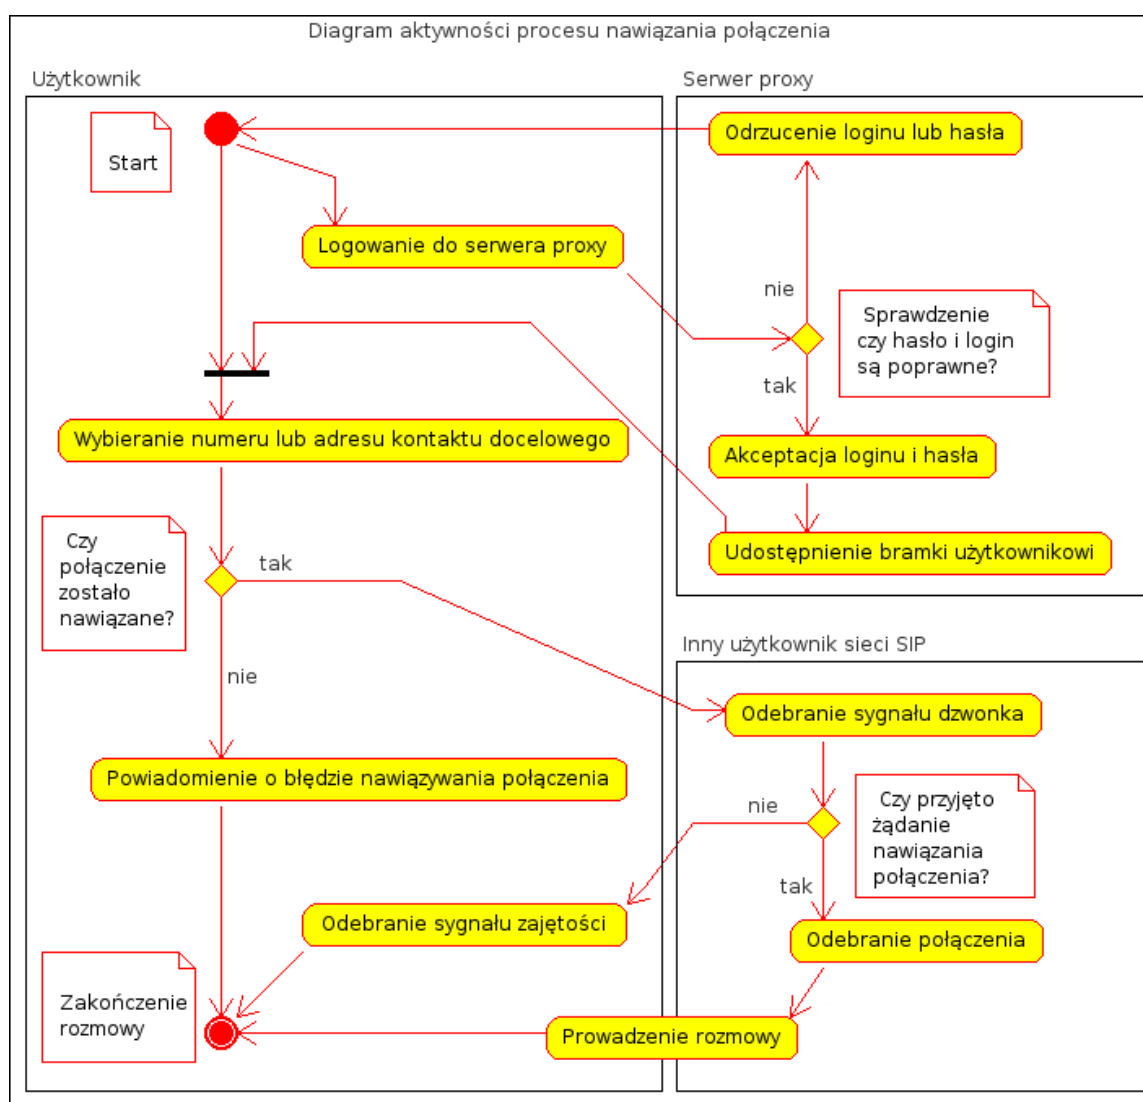 Diagram aktywności procesu nawiązania połączenia
Użytkownik
Serwer proxy
Start
Odrzucenie loginu lub hasła
Logowanie do serwera proxy
nie
Sprawdzenie
czy hasło i login
są poprawne?
tak
Wybieranie numeru lub adresu kontaktu docelowego
Akceptacja loginu i hasła
Czy
połączenie
zostało
nawiązane?
tak
Udostępnienie bramki użytkownikowi
nie
Inny użytkownik sieci SIP
Odebranie sygnału dzwonka
Powiadomienie o błędzie nawiązywania połączenia
nie
Czy przyjęto
żądanie
nawiązania
połączenia?
tak
Odebranie sygnału zajętości
Odebranie połączenia
Zakończenie
rozmowy
Prowadzenie rozmowy